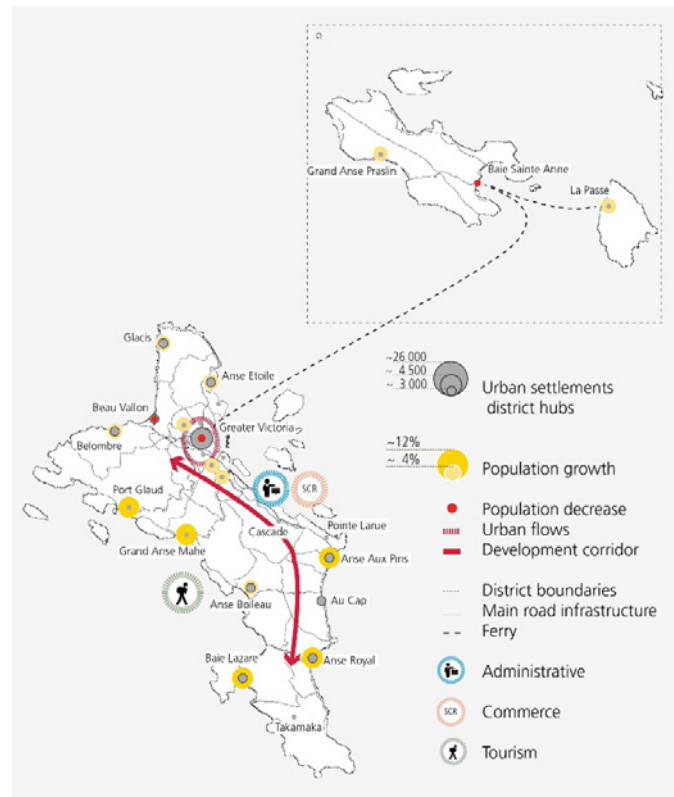 Grand Anse Praslin
Baie Sainte Anne
La Passe
Glacis
Anse Etoile
Beau Vallon
Greater Victoria
Belombre
Port Glaud
SCR
Pointe Larue
Cascade
Grand Anse Mahe
Anse Aux Pins
Anse Boileau
Au Cap
Baie Lazare
Anse Royal
Takamaka
~26 000
~ 4 500
~ 3 000
Urban settlements
district hubs
~12%
~ 4%
Population growth
Population decrease
Urban flows
Development corridor
District boundaries
Main road infrastructure
Ferry
Administrative
SCR
Commerce
Tourism